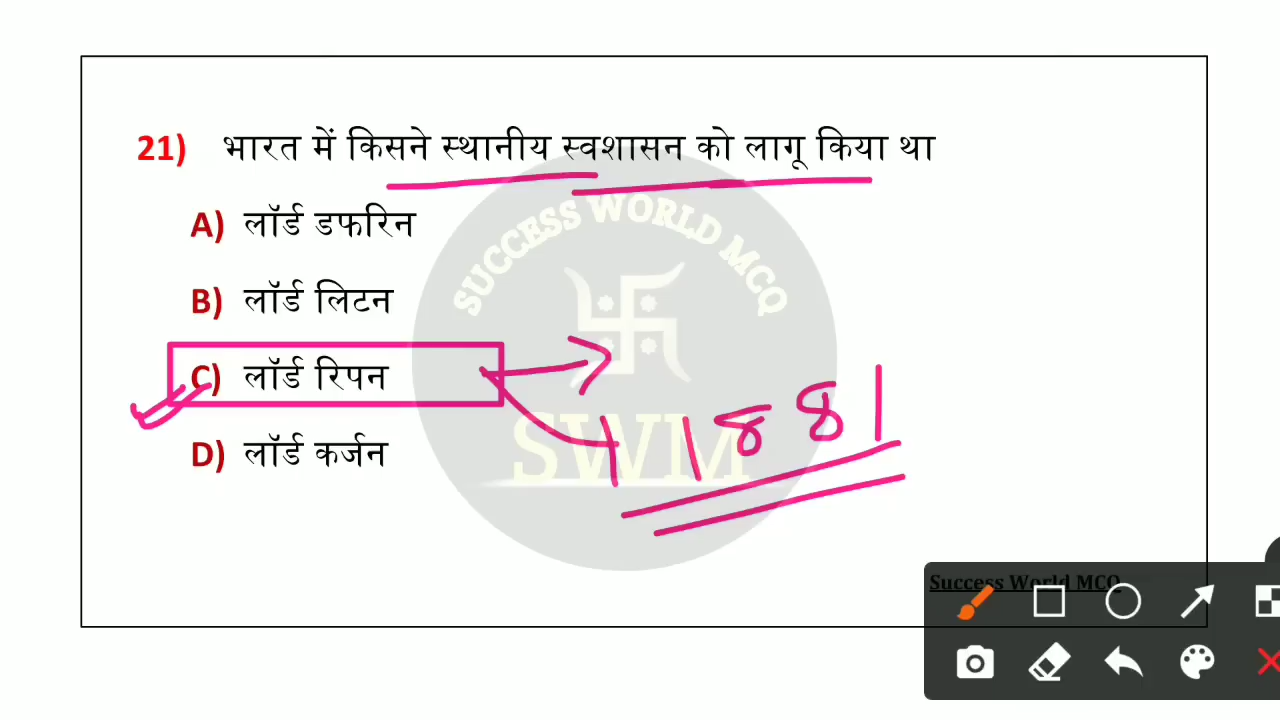 21) भारत में किसने स्थानीय स्वशासन को लागू किया था
A) लॉर्ड डफरिन
B) लॉर्ड लिटन
C) लॉर्ड रिपन
D) लॉर्ड कर्जन
1881
SUCCESS WORLD MCQ
SWM
Success World MCQ